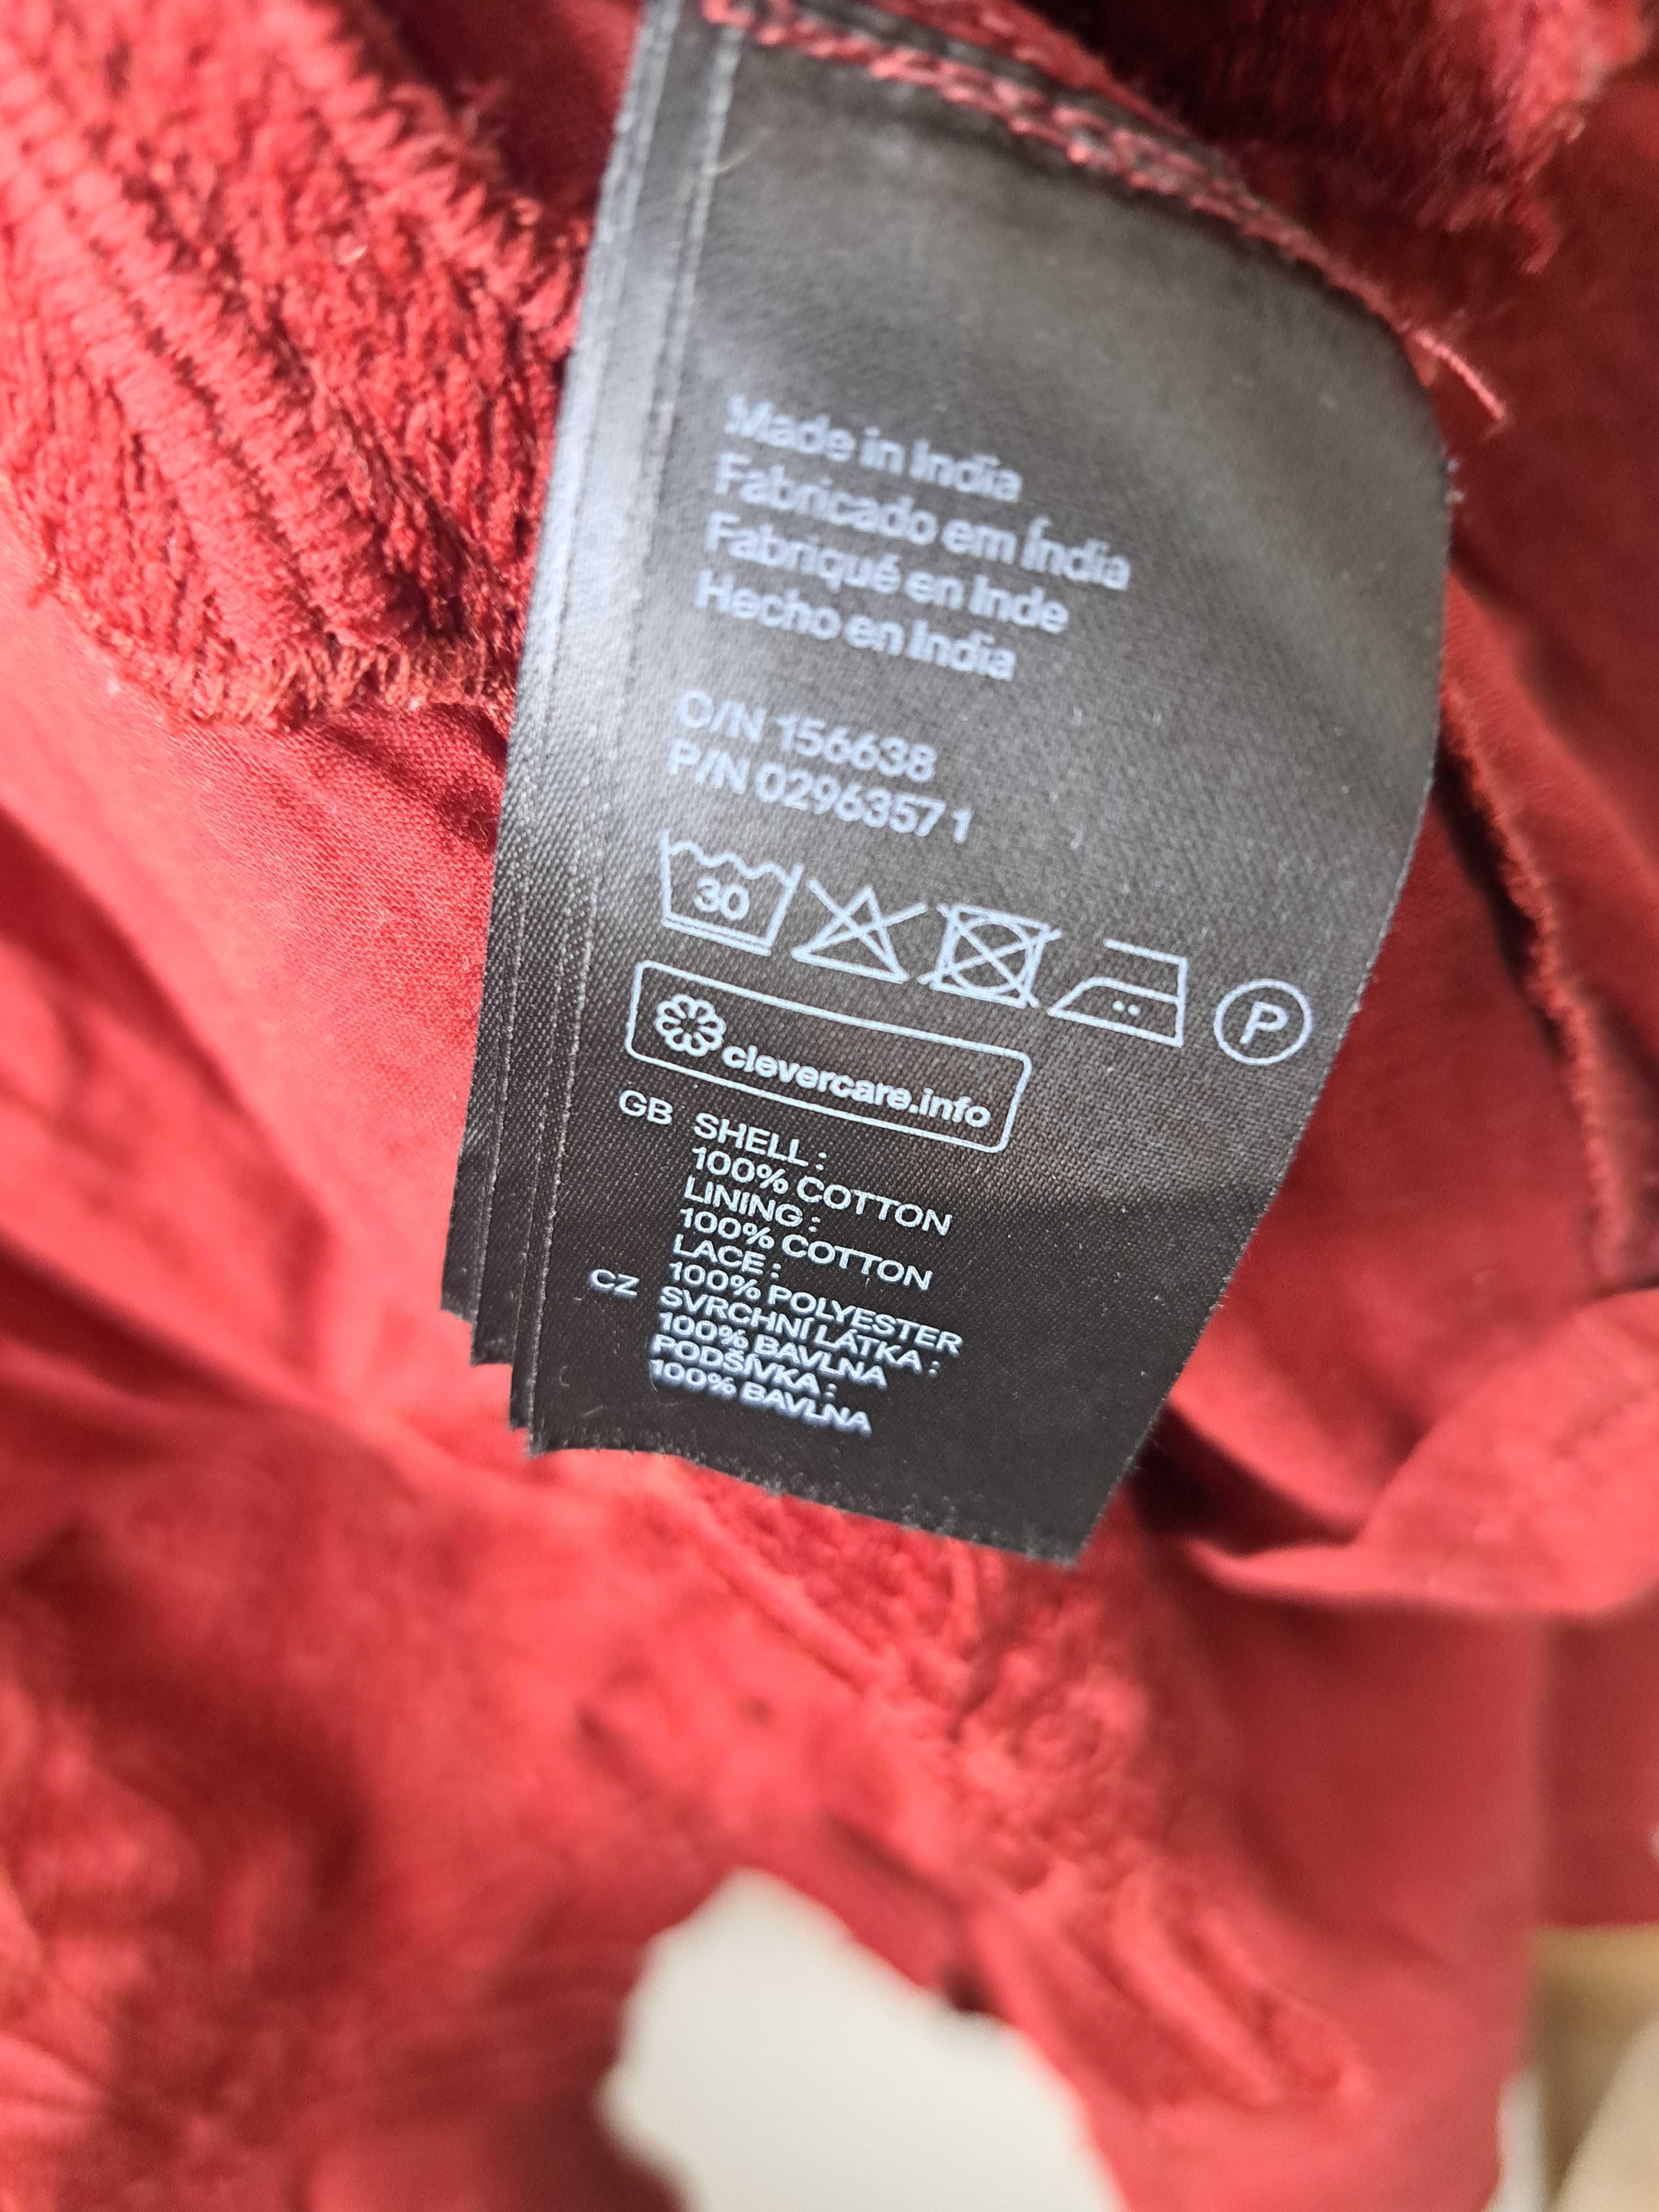 Made in India
Fabricado em Índia
Fabriqué en Inde
Hecho en India
O/N 156638
P/N 02963571
30
P
clevercare.info
GB SHELL :
100% COTTON
LINING :
100% COTTON
LACE :
100% POLYESTER
CZ SVRCHNÍ LÁTKA :
100% BAVLNA
PODŠÍVKA :
100% BAVLNA